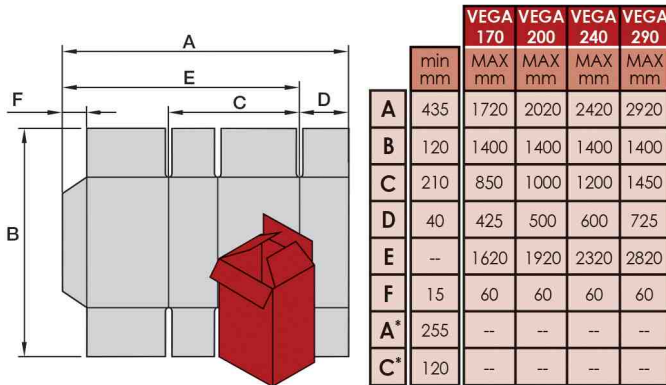 A
E
F
C
D
B
VEGA 170 VEGA 200 VEGA 240 VEGA 290
min mm MAX mm MAX mm MAX mm MAX mm
A 435 1720 2020 2420 2920
B 120 1400 1400 1400 1400
C 210 850 1000 1200 1450
D 40 425 500 600 725
E -- 1620 1920 2320 2820
F 15 60 60 60 60
A* 255 -- -- -- --
C* 120 -- -- -- --